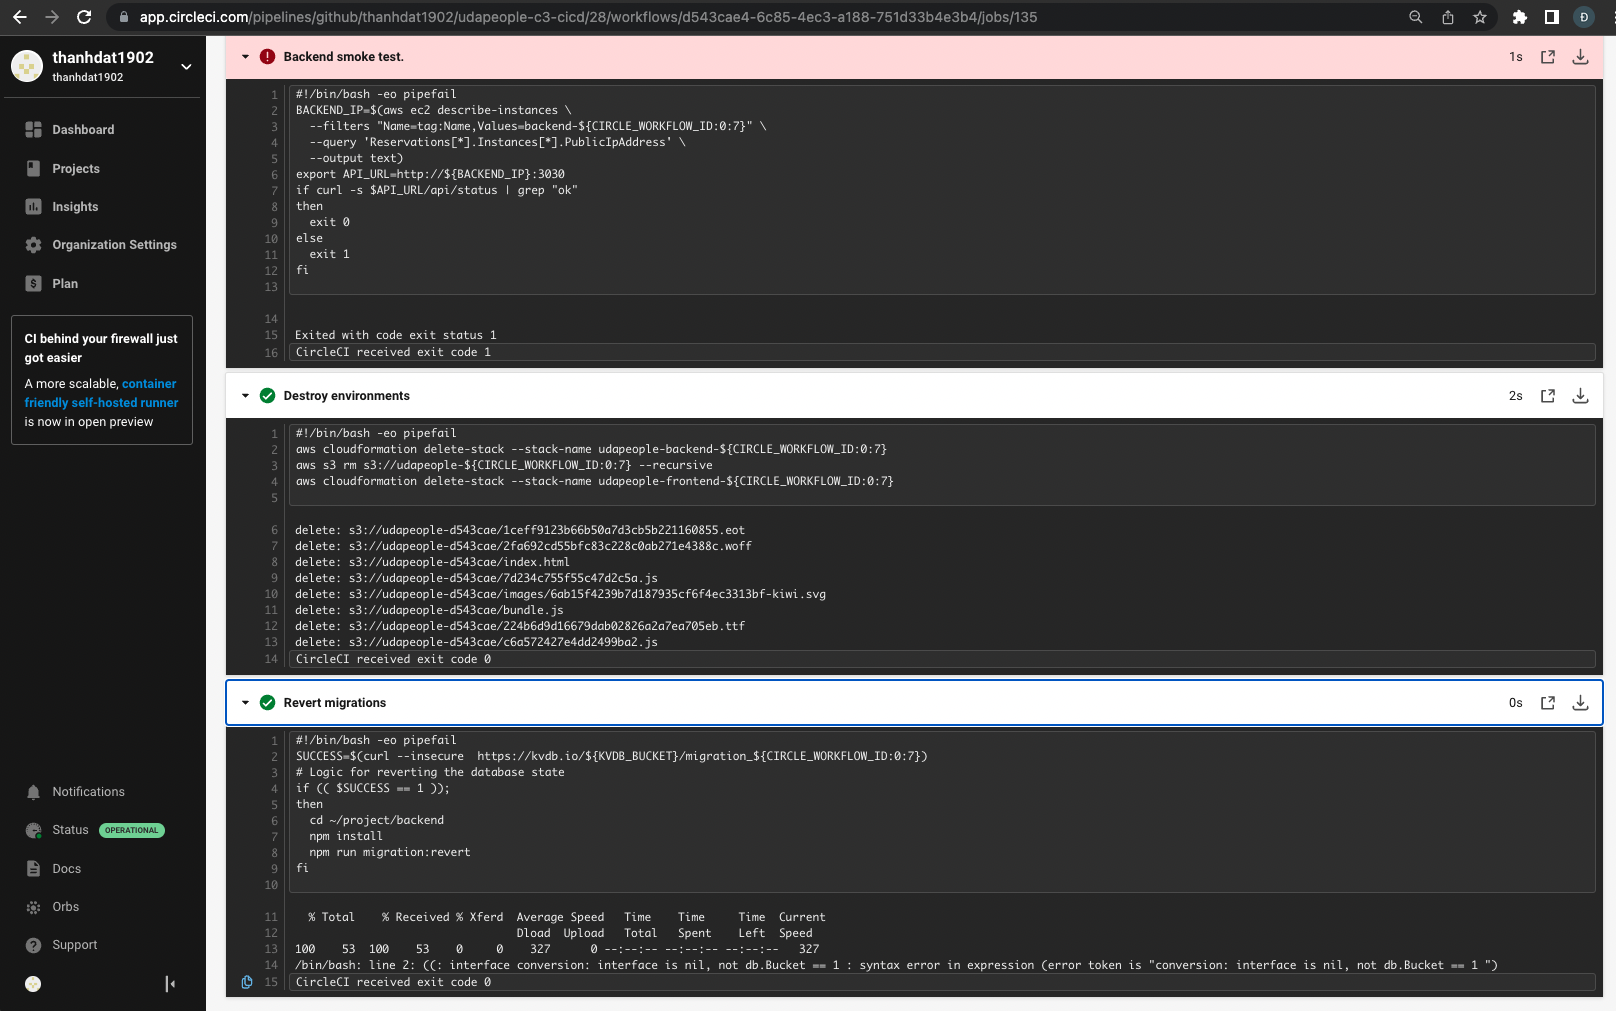 app.circleci.com/pipelines/github/thanhdat1902/udapeople-c3-cicd/28/workflows/d543cae4-6c85-4ec3-a188-751d33b4e3b4/jobs/135
Đ
thanhdat1902
thanhdat1902
Dashboard
Projects
Insights
Organization Settings
Plan
CI behind your firewall just
got easier
A more scalable, container
friendly self-hosted runner
is now in open preview
Notifications
Status OPERATIONAL
Docs
Orbs
Support
Backend smoke test.
1s
1 #!/bin/bash -eo pipefail
2 BACKEND_IP=$(aws ec2 describe-instances \
3 --filters "Name=tag:Name,Values=backend-${CIRCLE_WORKFLOW_ID:0:7}" \
4 --query 'Reservations[*].Instances[*].PublicIpAddress' \
5 --output text)
6 export API_URL=http://${BACKEND_IP}:3030
7 if curl -s $API_URL/api/status | grep "ok"
8 then
9 exit 0
10 else
11 exit 1
12 fi
13
14
15 Exited with code exit status 1
16 CircleCI received exit code 1
Destroy environments
2s
1 #!/bin/bash -eo pipefail
2 aws cloudformation delete-stack --stack-name udapeople-backend-${CIRCLE_WORKFLOW_ID:0:7}
3 aws s3 rm s3://udapeople-${CIRCLE_WORKFLOW_ID:0:7} --recursive
4 aws cloudformation delete-stack --stack-name udapeople-frontend-${CIRCLE_WORKFLOW_ID:0:7}
5
6 delete: s3://udapeople-d543cae/1ceff9123b66b50a7d3cb5b221160855.eot
7 delete: s3://udapeople-d543cae/2fa692cd55bfc83c228c0ab271e4388c.woff
8 delete: s3://udapeople-d543cae/index.html
9 delete: s3://udapeople-d543cae/7d234c755f55c47d2c5a.js
10 delete: s3://udapeople-d543cae/images/6ab15f4239b7d187935cf6f4ec3313bf-kiwi.svg
11 delete: s3://udapeople-d543cae/bundle.js
12 delete: s3://udapeople-d543cae/224b6d9d16679dab02826a2a7ea705eb.ttf
13 delete: s3://udapeople-d543cae/c6a572427e4dd2499ba2.js
14 CircleCI received exit code 0
Revert migrations
0s
1 #!/bin/bash -eo pipefail
2 SUCCESS=$(curl --insecure https://kvdb.io/${KVDB_BUCKET}/migration_${CIRCLE_WORKFLOW_ID:0:7})
3 # Logic for reverting the database state
4 if (( $SUCCESS == 1 ));
5 then
6 cd ~/project/backend
7 npm install
8 npm run migration:revert
9 fi
10
11 % Total % Received % Xferd Average Speed Time Time Time Current
12 Dload Upload Total Spent Left Speed
13 100 53 100 53 0 0 327 0 --:--:-- --:--:-- --:--:-- 327
14 /bin/bash: line 2: ((: interface conversion: interface is nil, not db.Bucket == 1 : syntax error in expression (error token is "conversion: interface is nil, not db.Bucket == 1 ")
15 CircleCI received exit code 0